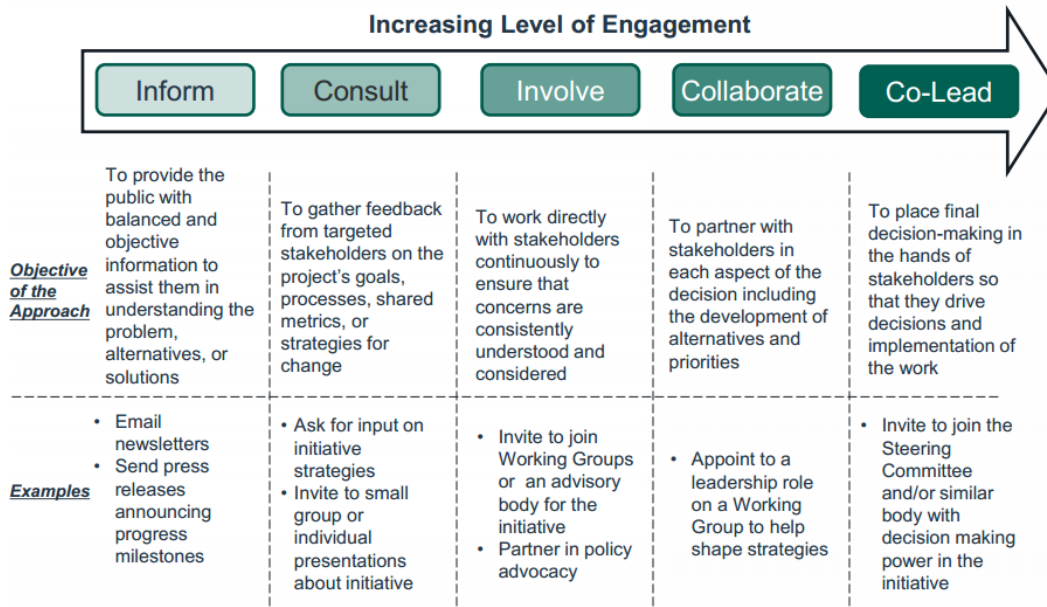 Increasing Level of Engagement
Inform
Consult
Involve
Collaborate
Co-Lead
Objective
of the
Approach
To provide the
public with
balanced and
objective
information to
assist them in
understanding the
problem,
alternatives, or
solutions
To gather feedback
from targeted
stakeholders on the
project's goals,
processes, shared
metrics, or
strategies for
change
To work directly
with stakeholders
continuously to
ensure that
concerns are
consistently
understood and
considered
To partner with
stakeholders in
each aspect of the
decision including
the development of
alternatives and
priorities
To place final
decision-making in
the hands of
stakeholders so
that they drive
decisions and
implementation of
the work
Examples
• Email
newsletters
• Send press
releases
announcing
progress
milestones
• Ask for input on
initiative
strategies
• Invite to small
group or
individual
presentations
about initiative
• Invite to join
Working Groups
or an advisory
body for the
initiative
• Partner in policy
advocacy
• Appoint to a
leadership role
on a Working
Group to help
shape strategies
• Invite to join the
Steering
Committee
and/or similar
body with
decision making
power in the
initiative